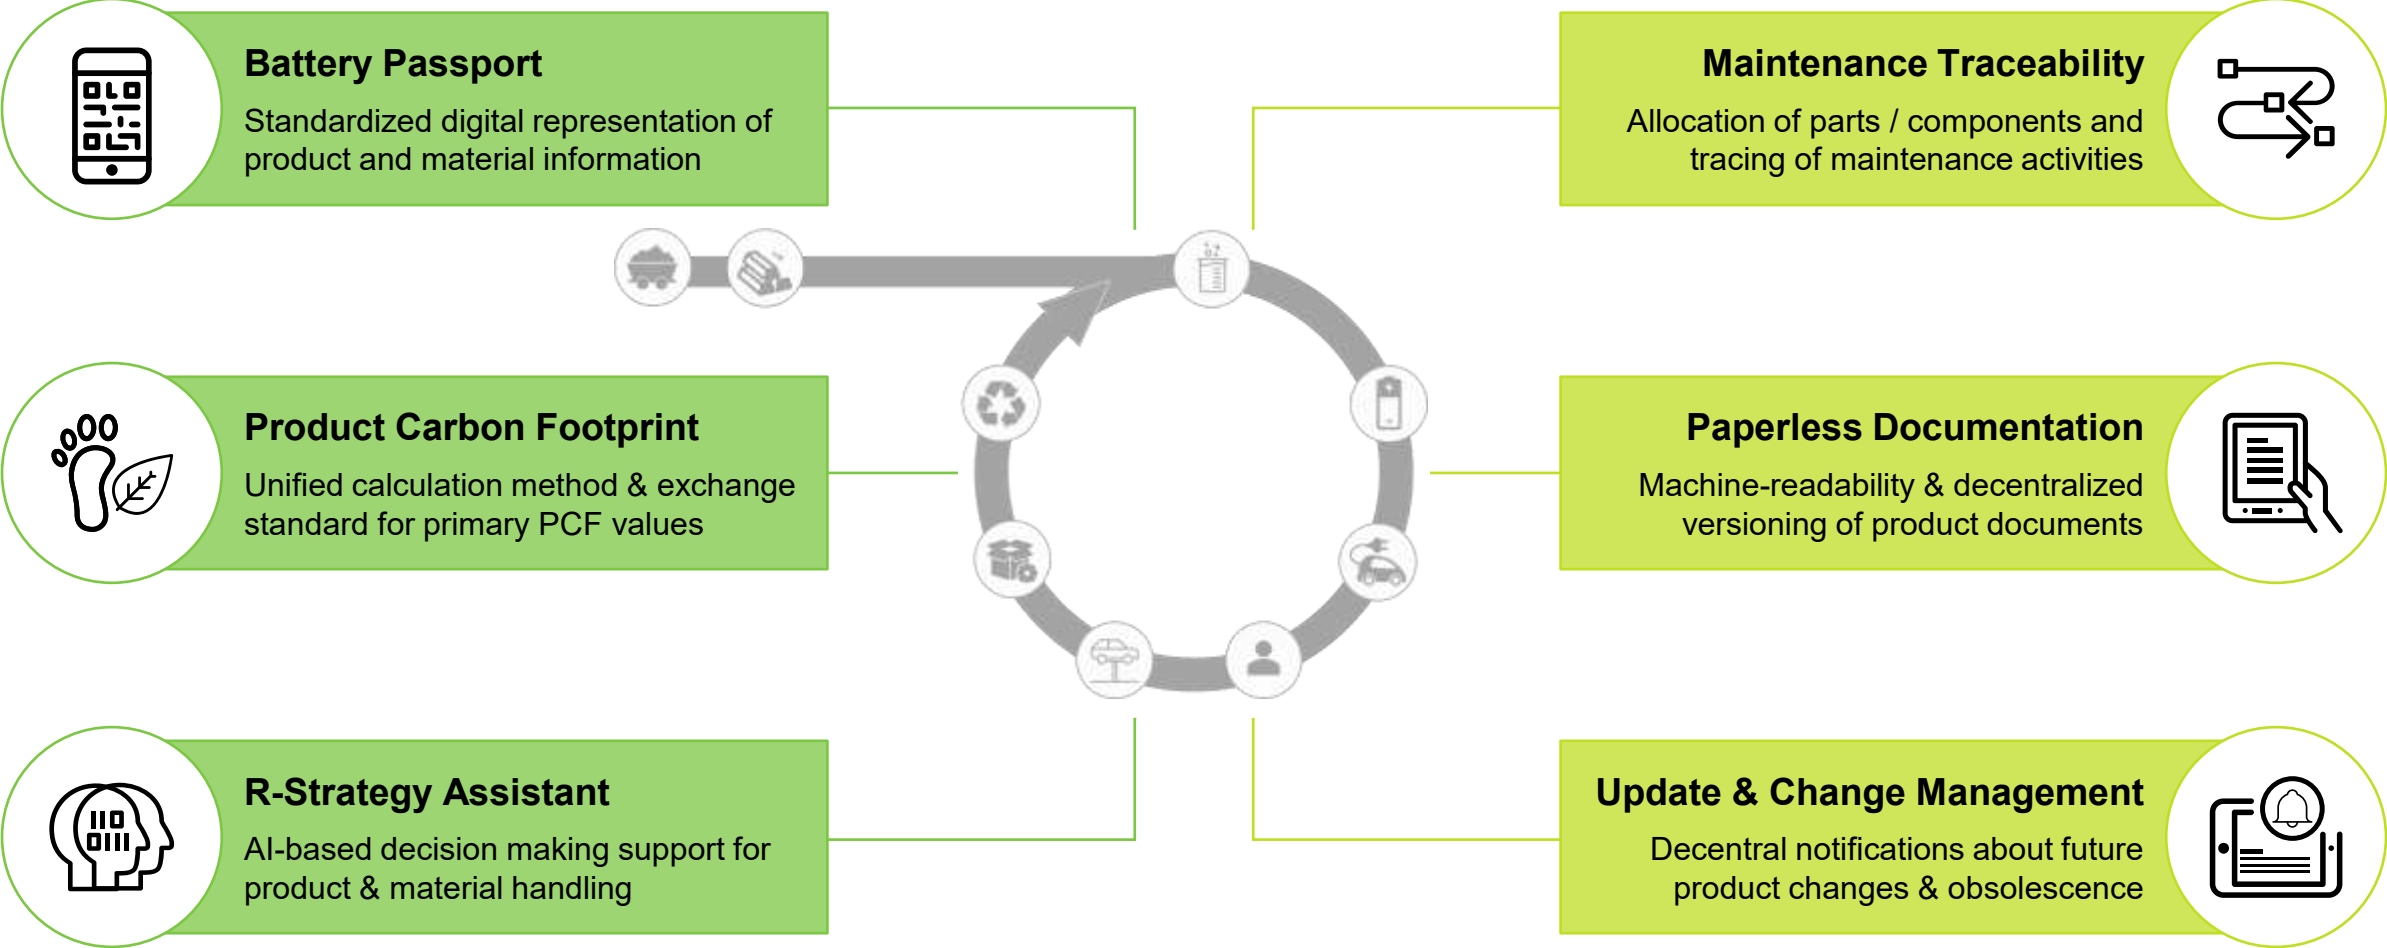 Battery Passport
Standardized digital representation of
product and material information
Maintenance Traceability
Allocation of parts / components and
tracing of maintenance activities
Product Carbon Footprint
Unified calculation method & exchange
standard for primary PCF values
Paperless Documentation
Machine-readability & decentralized
versioning of product documents
R-Strategy Assistant
AI-based decision making support for
product & material handling
Update & Change Management
Decentral notifications about future
product changes & obsolescence